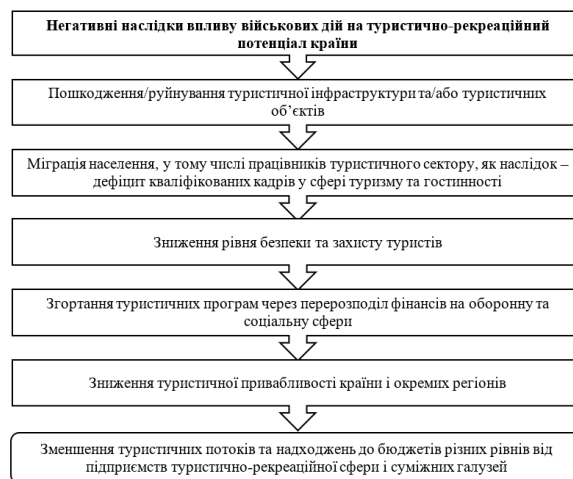 Негативні наслідки впливу військових дій на туристично-рекреаційний
потенціал країни
Пошкодження/руйнування туристичної інфраструктури та/або туристичних
об’єктів
Міграція населення, у тому числі працівників туристичного сектору, як наслідок –
дефіцит кваліфікованих кадрів у сфері туризму та гостинності
Зниження рівня безпеки та захисту туристів
Згортання туристичних програм через перерозподіл фінансів на оборонну та
соціальну сфери
Зниження туристичної привабливості країни і окремих регіонів
Зменшення туристичних потоків та надходжень до бюджетів різних рівнів від
підприємств туристично-рекреаційної сфери і суміжних галузей